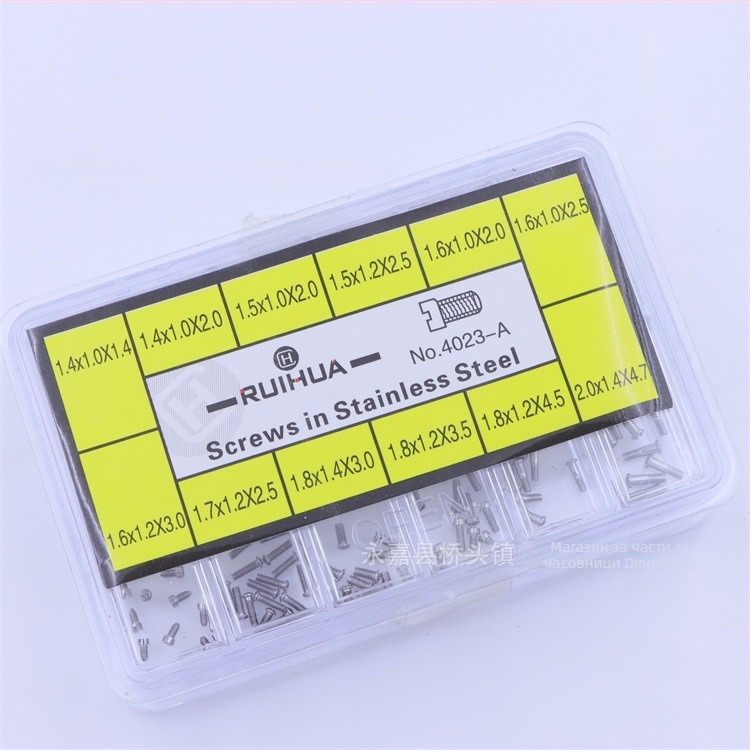 1.4x1.0X1.4
1.4x1.0X2.0
1.5x1.0X2.0
1.5x1.2X2.5
1.6x1.0X2.0
1.6x1.0X2.5
H
RUIHUA
No.4023-A
Screws in Stainless Steel
1.6x1.2X3.0
1.7x1.2X2.5
1.8x1.4X3.0
1.8x1.2X3.5
1.8x1.2X4.5
2.0x1.4X4.7
OPEN
永嘉县桥头镇
Магазин за части за
часовници